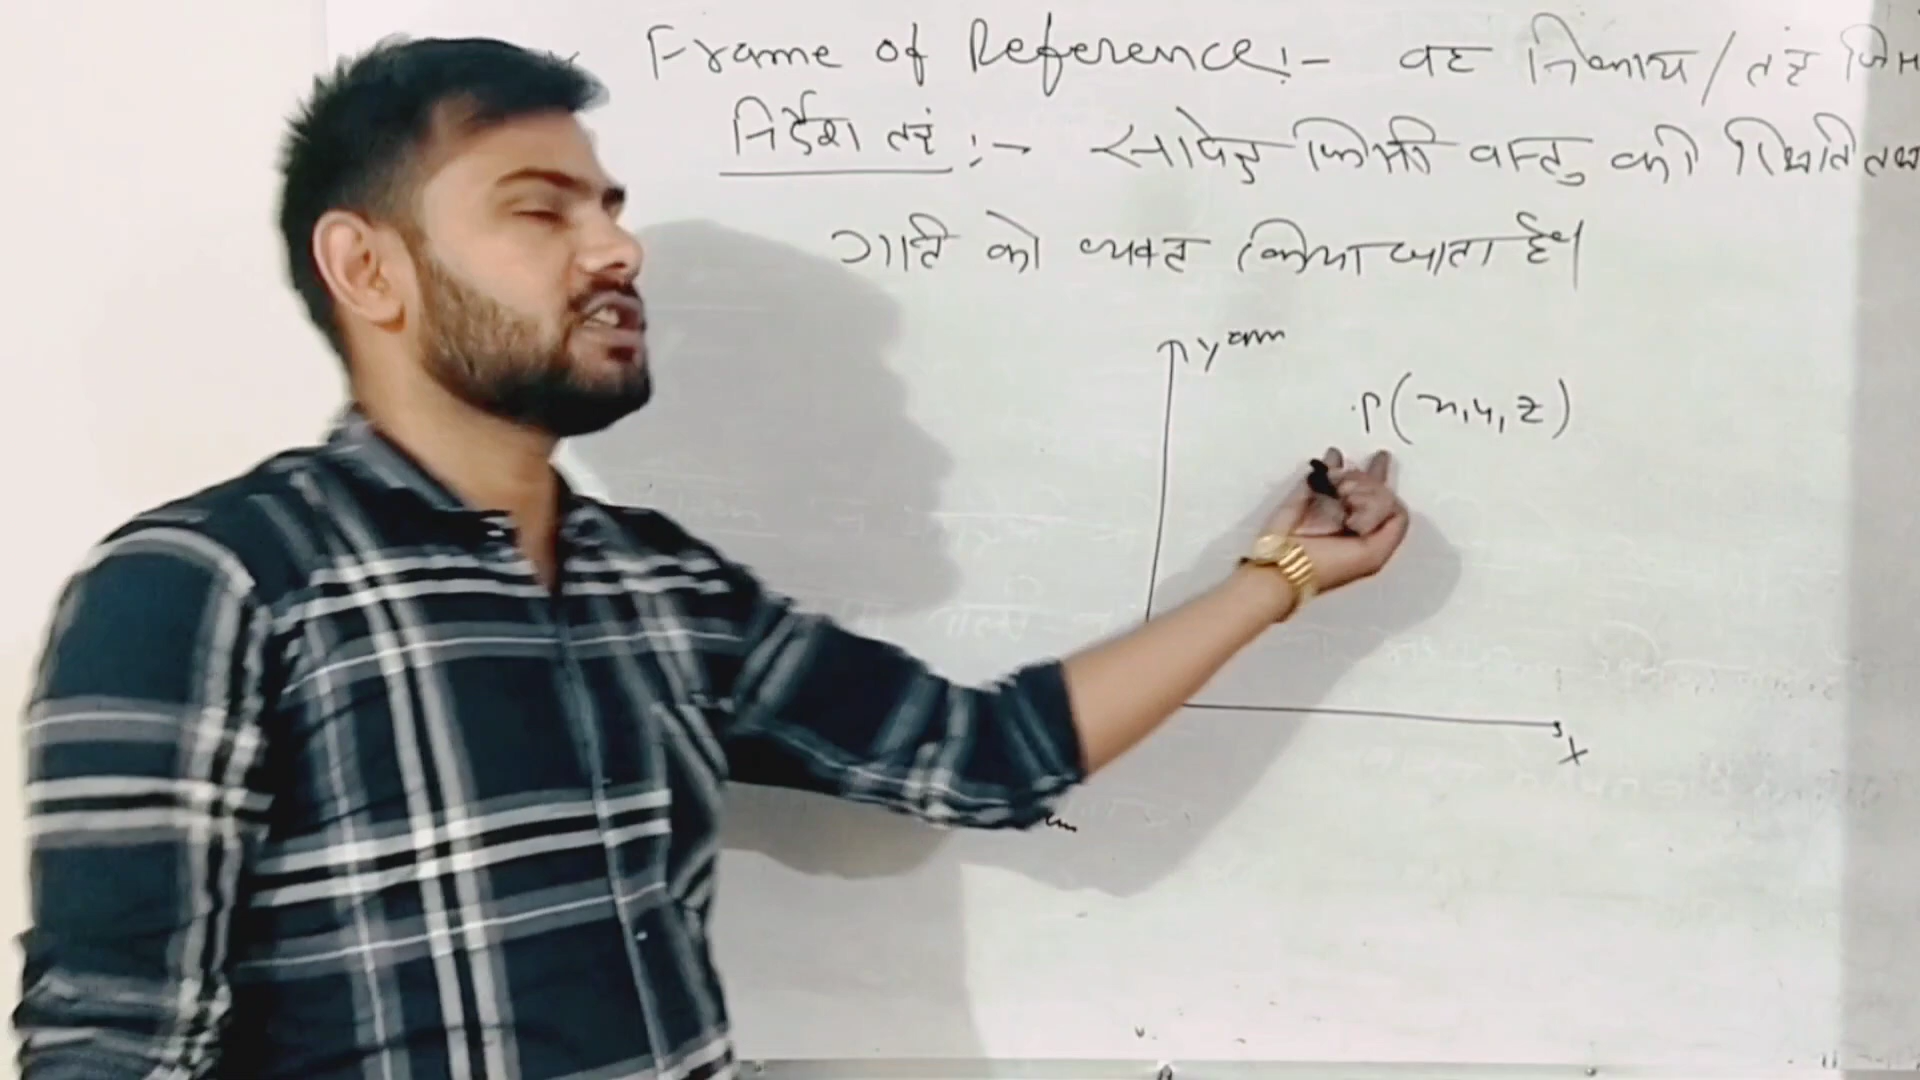 Frame of Reference:- वह निकाय/तंत्र जिस
निर्देश तंत्र :- सापेक्ष किसी वस्तु की स्थिति तथा
गति को व्यक्त किया जाता है।
Y
.P(x,y,z)
X